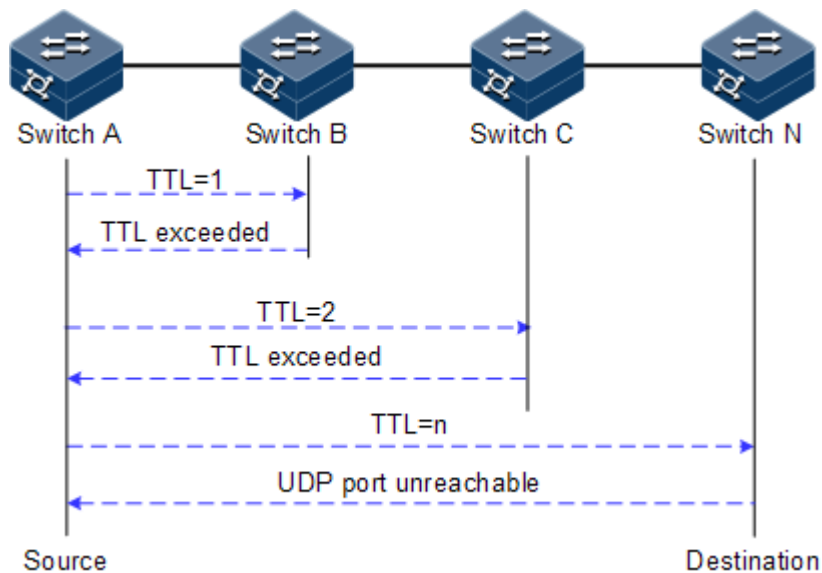 Switch A
Switch B
Switch C
Switch N
TTL=1
TTL exceeded
TTL=2
TTL exceeded
TTL=n
UDP port unreachable
Source
Destination